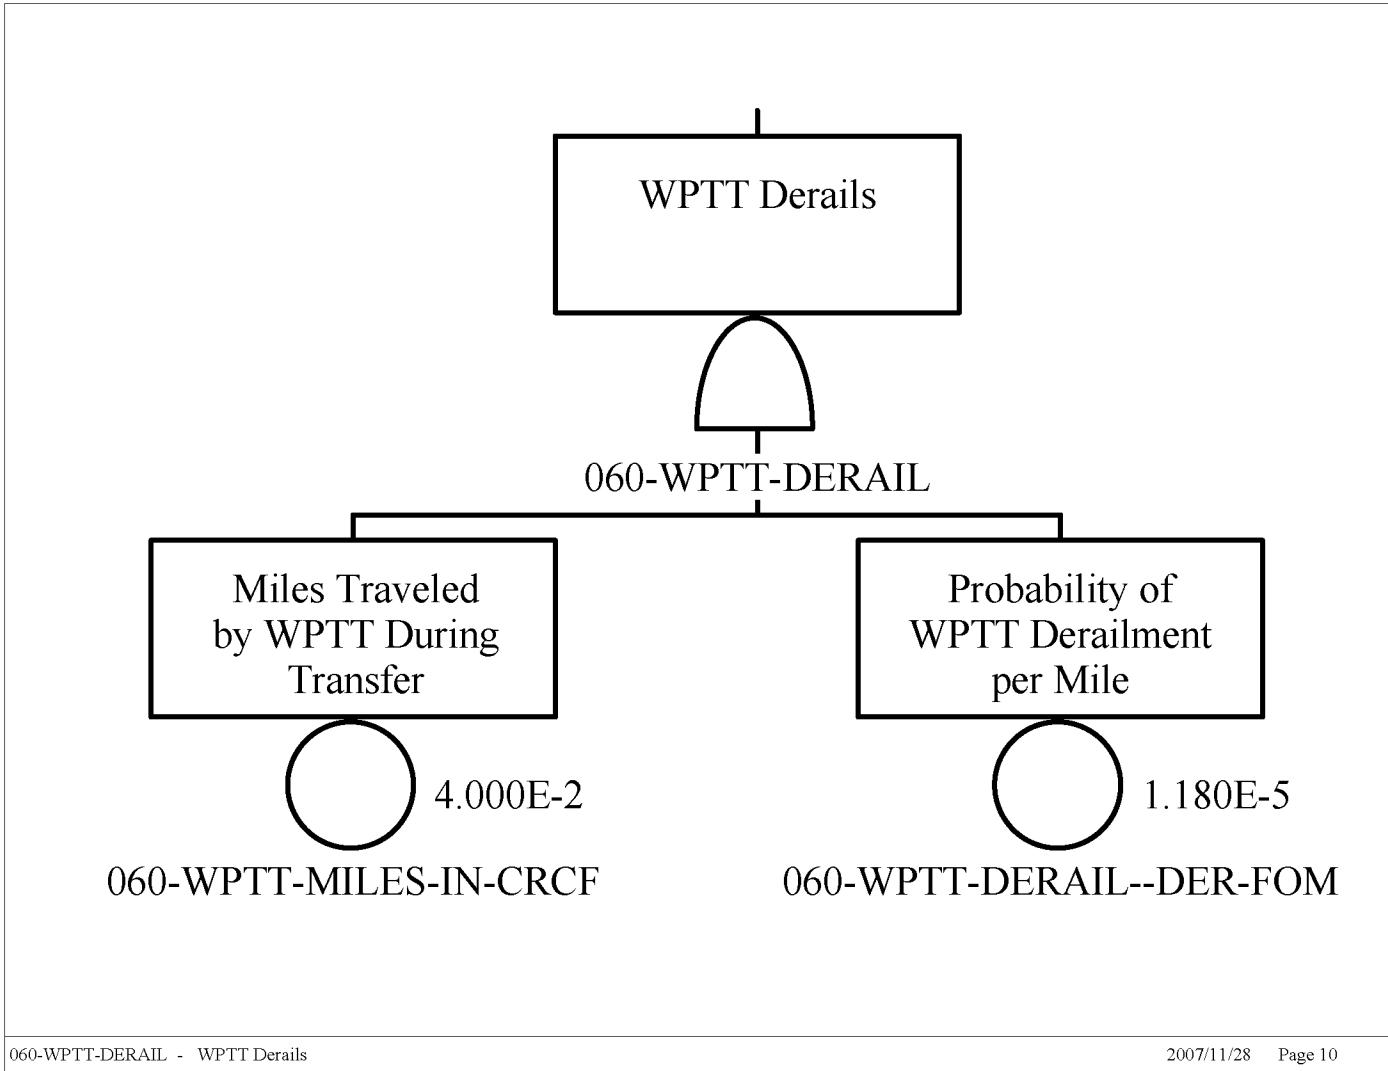 WPTT Derails
060-WPTT-DERAIL
Miles Traveled
by WPTT During
Transfer
4.000E-2
060-WPTT-MILES-IN-CRCF
Probability of
WPTT Derailment
per Mile
1.180E-5
060-WPTT-DERAIL--DER-FOM
060-WPTT-DERAIL - WPTT Derails
2007/11/28 Page 10